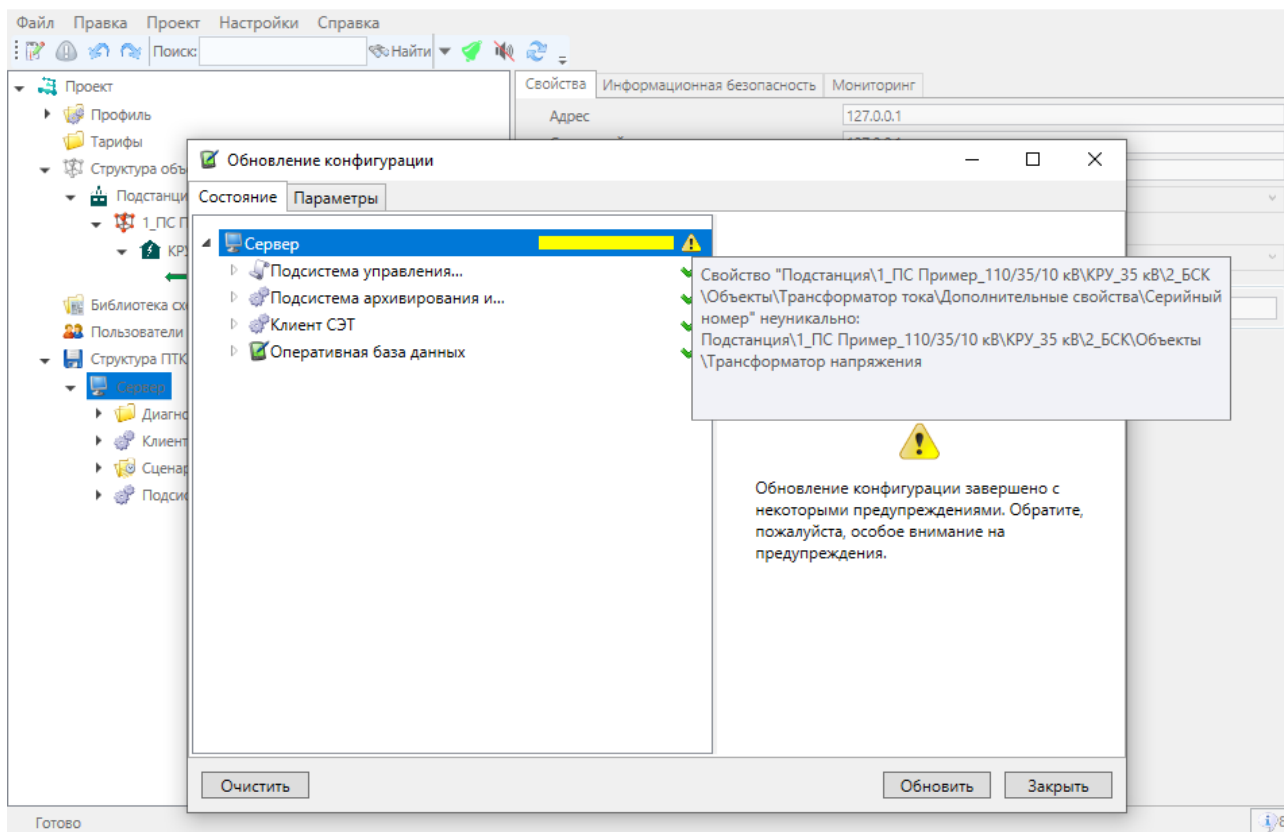 Файл Правка Проект Настройки Справка
Поиск: Найти
Проект
Профиль
Тарифы
Структура объ
Подстанци
1_ПС П
КРУ
Библиотека сх
Пользователи
Структура ПТК
Сервер
Диагно
Клиент
Сценар
Подсис
Свойства Информационная безопасность Мониторинг
Адрес 127.0.0.1
Обновление конфигурации
Состояние Параметры
Сервер
Подсистема управления...
Подсистема архивирования и...
Клиент СЭТ
Оперативная база данных
Свойство "Подстанция\1_ПС Пример_110/35/10 кВ\КРУ_35 кВ\2_БСК
\Объекты\Трансформатор тока\Дополнительные свойства\Серийный
номер" неуникально:
Подстанция\1_ПС Пример_110/35/10 кВ\КРУ_35 кВ\2_БСК\Объекты
\Трансформатор напряжения
Обновление конфигурации завершено с
некоторыми предупреждениями. Обратите,
пожалуйста, особое внимание на
предупреждения.
Очистить Обновить Закрыть
Готово